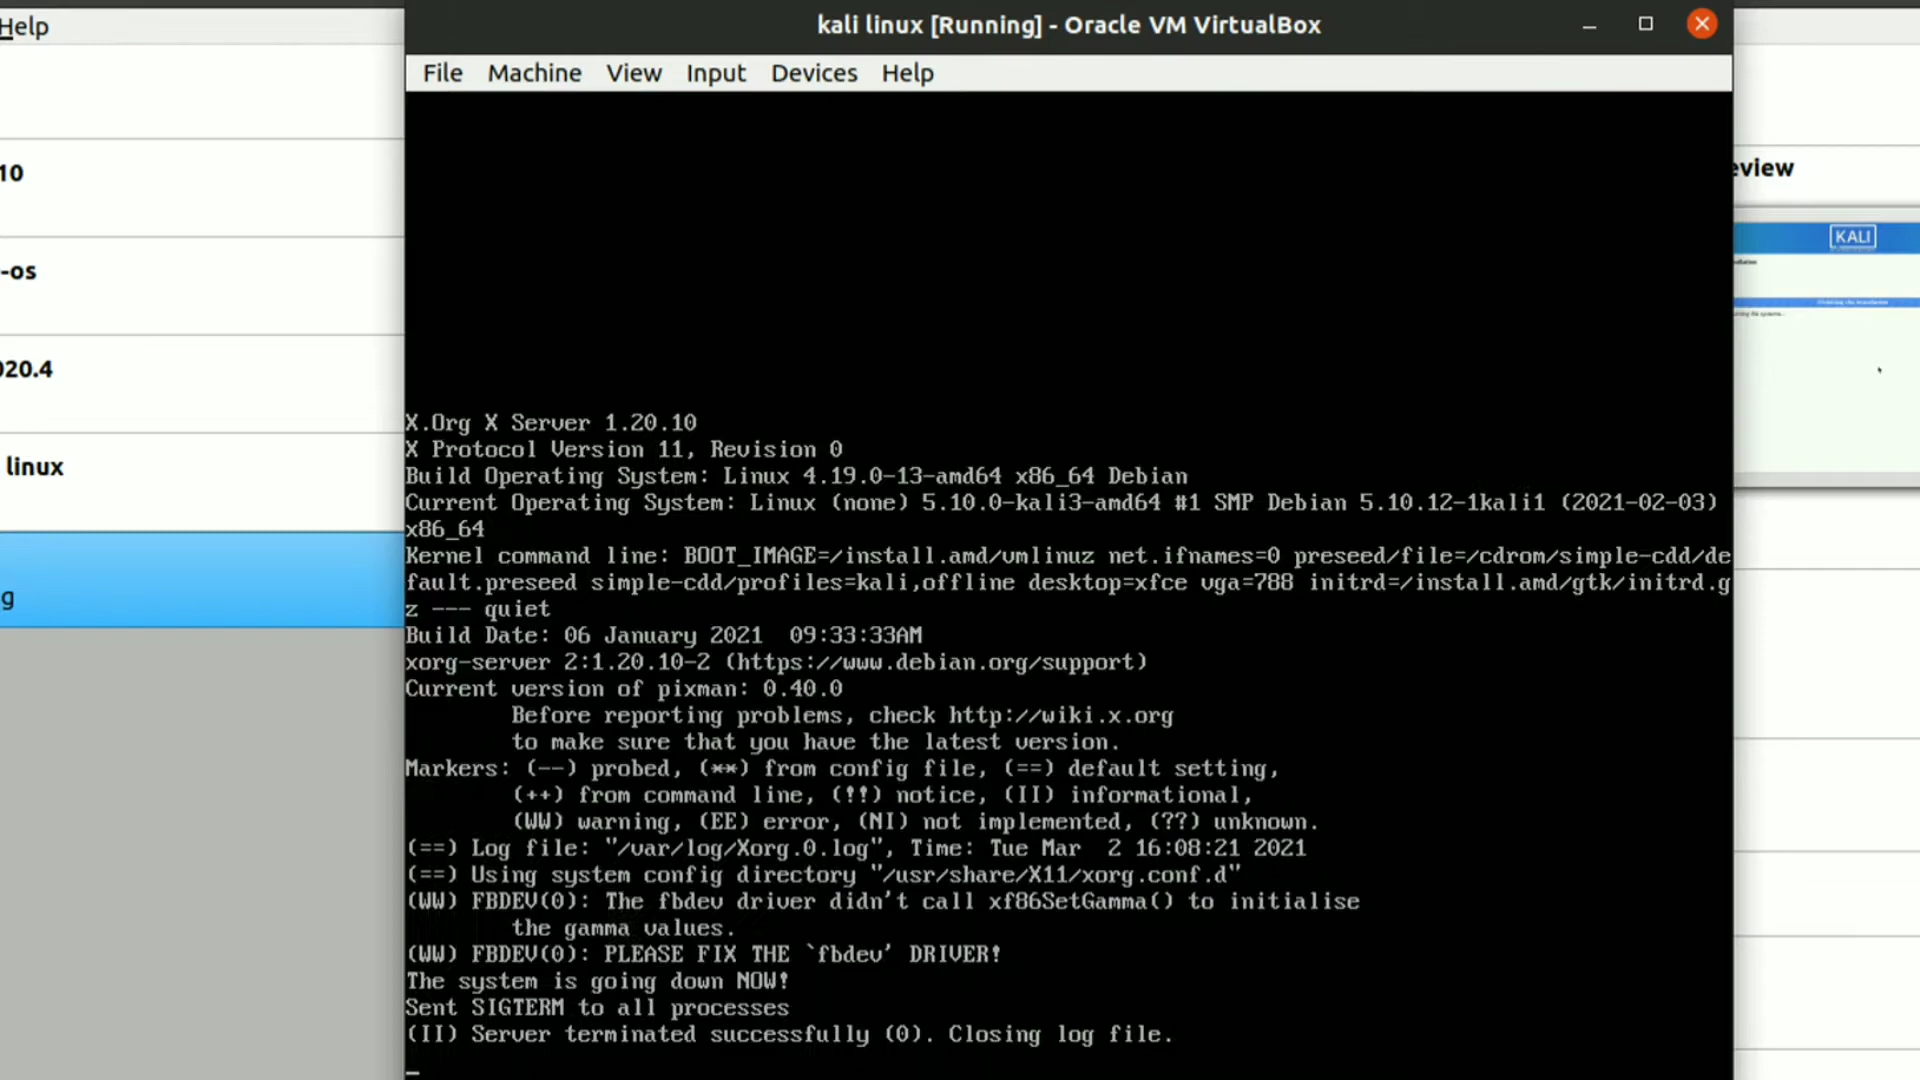 Help
10
-os
020.4
linux
g
kali linux [Running] - Oracle VM VirtualBox
File Machine View Input Devices Help
X.Org X Server 1.20.10
X Protocol Version 11, Revision 0
Build Operating System: Linux 4.19.0-13-amd64 x86_64 Debian
Current Operating System: Linux (none) 5.10.0-kali3-amd64 #1 SMP Debian 5.10.12-1kali1 (2021-02-03)
x86_64
Kernel command line: BOOT_IMAGE=/install.amd/vmlinuz net.ifnames=0 preseed/file=/cdrom/simple-cdd/de
fault.preseed simple-cdd/profiles=kali,offline desktop=xfce vga=788 initrd=/install.amd/gtk/initrd.g
z --- quiet
Build Date: 06 January 2021  09:33:33AM
xorg-server 2:1.20.10-2 (https://www.debian.org/support)
Current version of pixman: 0.40.0
Before reporting problems, check http://wiki.x.org
to make sure that you have the latest version.
Markers: (--) probed, (**) from config file, (==) default setting,
(++) from command line, (!!) notice, (II) informational,
(WW) warning, (EE) error, (NI) not implemented, (??) unknown.
(==) Log file: "/var/log/Xorg.0.log", Time: Tue Mar  2 16:08:21 2021
(==) Using system config directory "/usr/share/X11/xorg.conf.d"
(WW) FBDEV(0): The fbdev driver didn't call xf86SetGamma() to initialise
the gamma values.
(WW) FBDEV(0): PLEASE FIX THE `fbdev' DRIVER!
The system is going down NOW!
Sent SIGTERM to all processes
(II) Server terminated successfully (0). Closing log file.
_
eview
KALI